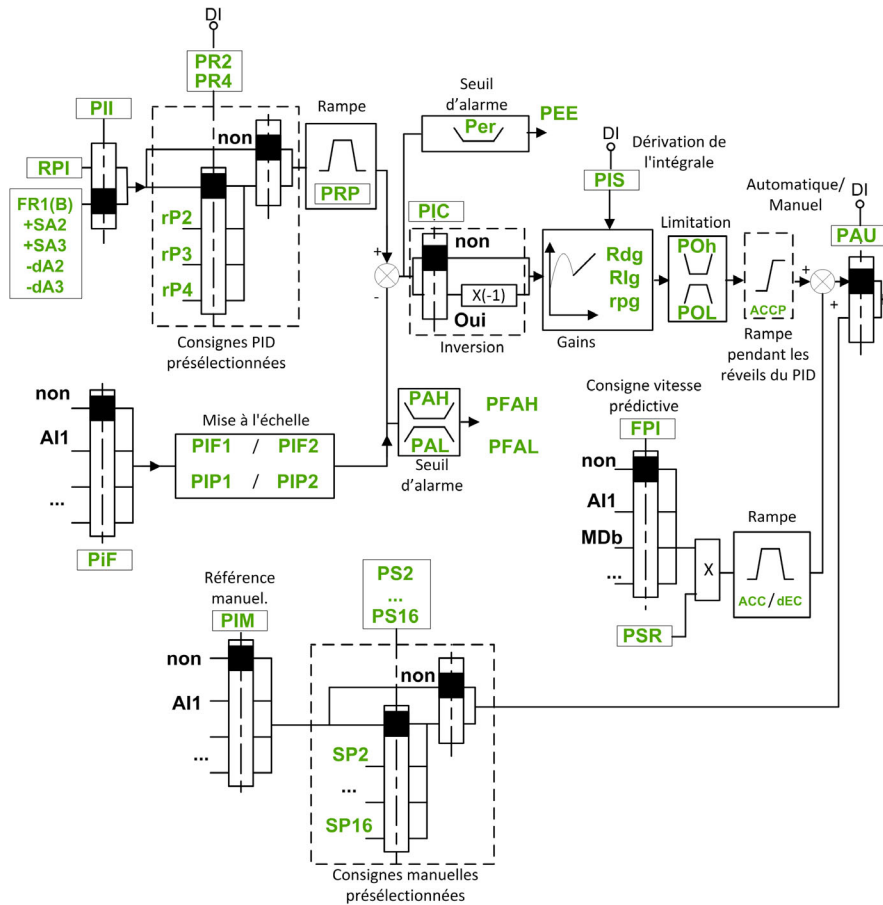 DI
PR2
PR4
PII
RPI
FR1(B)
+SA2
+SA3
-dA2
-dA3
non
rP2
rP3
rP4
Consignes PID
présélectionnées
Rampe
PRP
+
-
Seuil
d'alarme
Per
PEE
PIC
non
X(-1)
Oui
Inversion
DI
Dérivation de
l'intégrale
PIS
Rdg
RIg
rpg
Gains
Limitation
POh
POL
ACCP
Rampe
pendant les
réveils du PID
Automatique/
Manuel
DI
PAU
+
+
non
AI1
...
PiF
Mise à l'échelle
PIF1 / PIF2
PIP1 / PIP2
PAH
PAL
Seuil
d'alarme
PFAH
PFAL
Consigne vitesse
prédictive
FPI
non
AI1
MDb
...
PSR
X
Rampe
ACC/dEC
Référence
manuel.
PIM
non
AI1
...
PS2
...
PS16
non
SP2
...
SP16
Consignes manuelles
présélectionnées